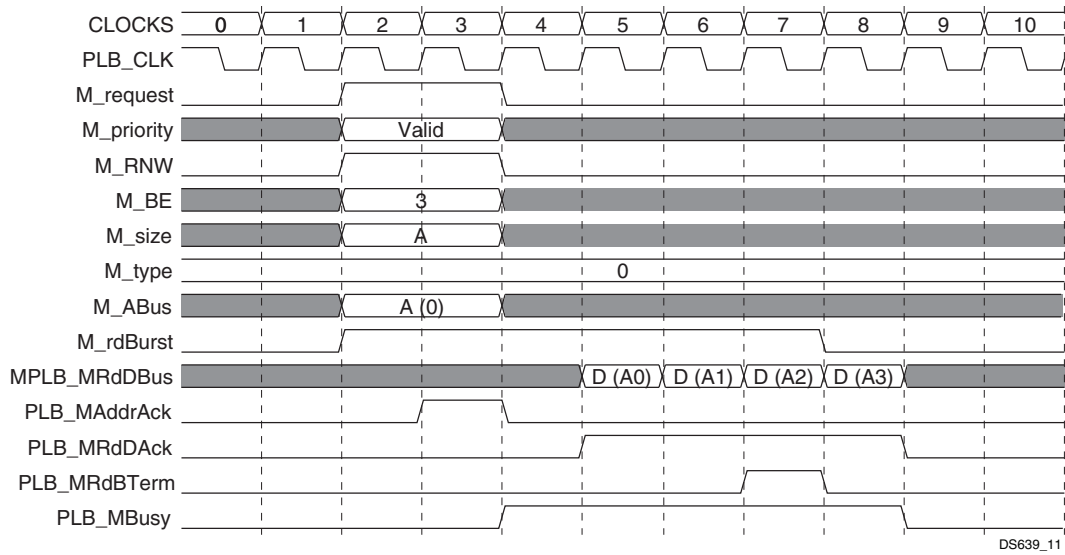 CLOCKS 0 1 2 3 4 5 6 7 8 9 10
PLB_CLK
M_request
M_priority Valid
M_RNW
M_BE 3
M_size A
M_type 0
M_ABus A (0)
M_rdBurst
MPLB_MRdDBus D (A0) D (A1) D (A2) D (A3)
PLB_MAddrAck
PLB_MRdDAck
PLB_MRdBTerm
PLB_MBusy
DS639_11